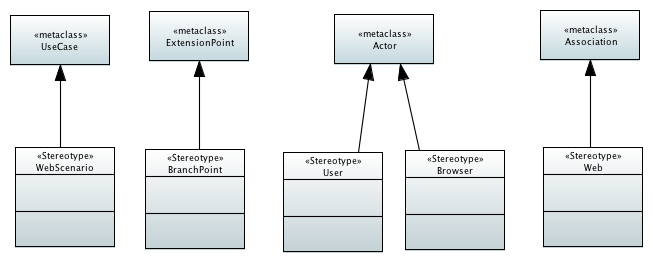 «metaclass»
UseCase
«metaclass»
ExtensionPoint
«metaclass»
Actor
«metaclass»
Association
«Stereotype»
WebScenario
«Stereotype»
BranchPoint
«Stereotype»
User
«Stereotype»
Browser
«Stereotype»
Web